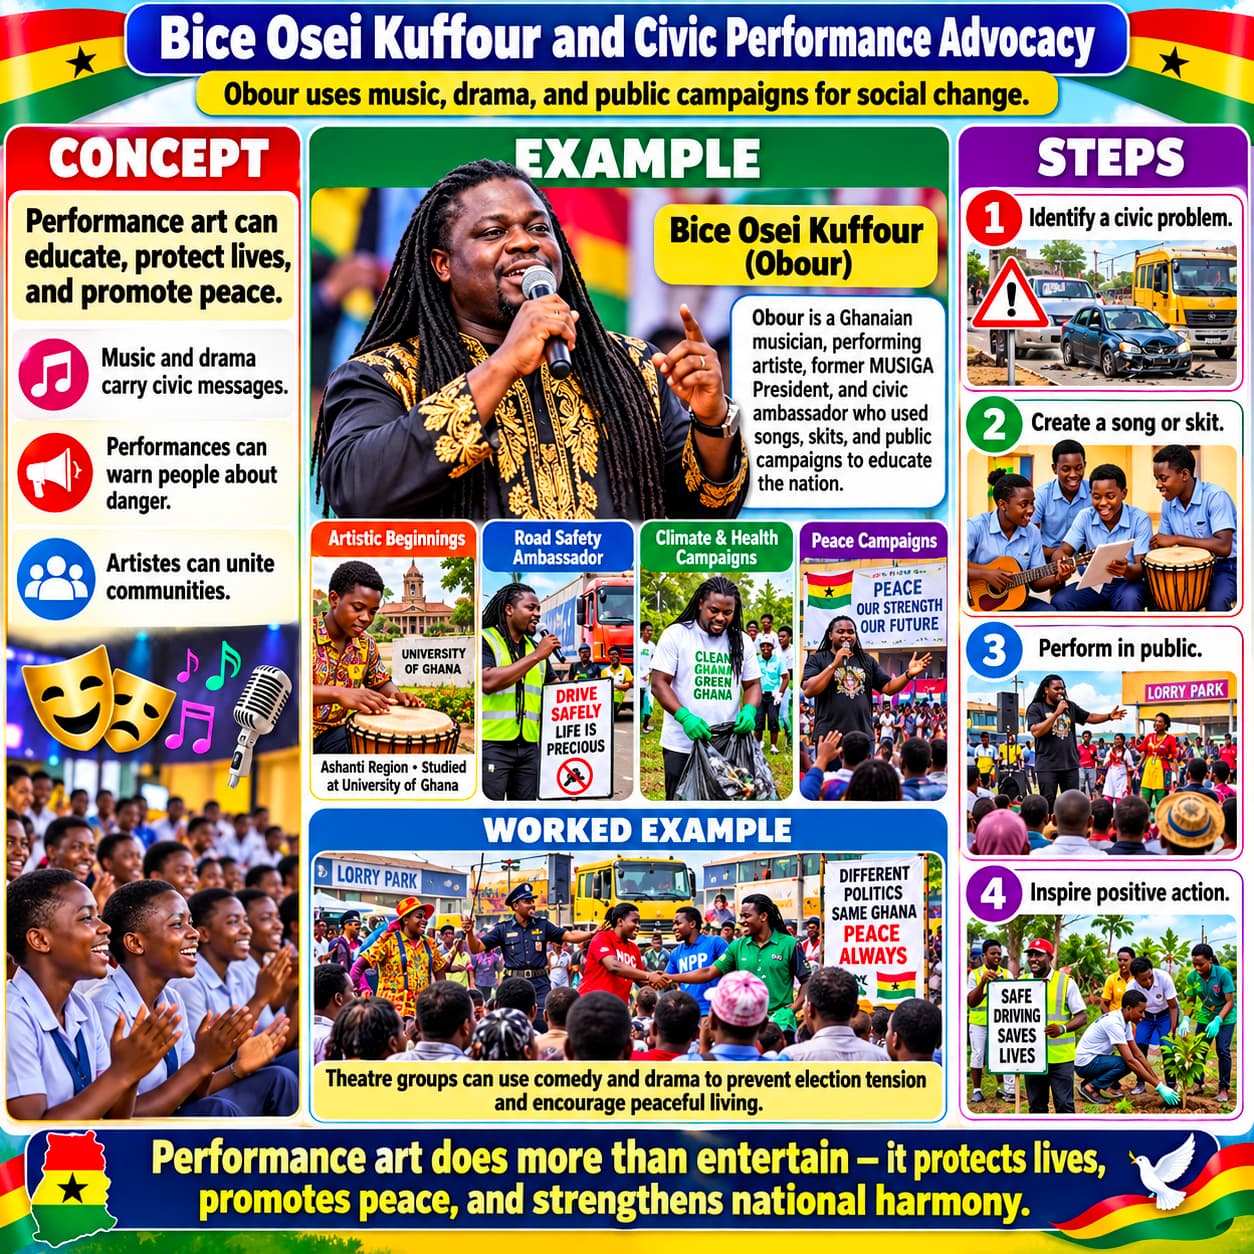 Bice Osei Kuffour and Civic Performance Advocacy
Obour uses music, drama, and public campaigns for social change.
CONCEPT
Performance art can
educate, protect lives,
and promote peace.
Music and drama
carry civic messages.
Performances can
warn people about
danger.
Artistes can unite
communities.
EXAMPLE
Bice Osei Kuffour
(Obour)
Obour is a Ghanaian
musician, performing
artiste, former MUSIGA
President, and civic
ambassador who used
songs, skits, and public
campaigns to educate
the nation.
Artistic Beginnings
UNIVERSITY
OF GHANA
Ashanti Region • Studied
at University of Ghana
Road Safety
Ambassador
DRIVE
SAFELY
LIFE IS
PRECIOUS
Climate & Health
Campaigns
CLEAN
GHANA
GREEN
GHANA
Peace Campaigns
PEACE
OUR STRENGTH
OUR FUTURE
WORKED EXAMPLE
LORRY PARK
NDC
NPP
DIFFERENT
POLITICS
SAME GHANA
PEACE
ALWAYS
Theatre groups can use comedy and drama to prevent election tension
and encourage peaceful living.
STEPS
1 Identify a civic problem.
2 Create a song or skit.
3 Perform in public.
LORRY PARK
4 Inspire positive action.
SAFE
DRIVING
SAVES
LIVES
Performance art does more than entertain – it protects lives,
promotes peace, and strengthens national harmony.